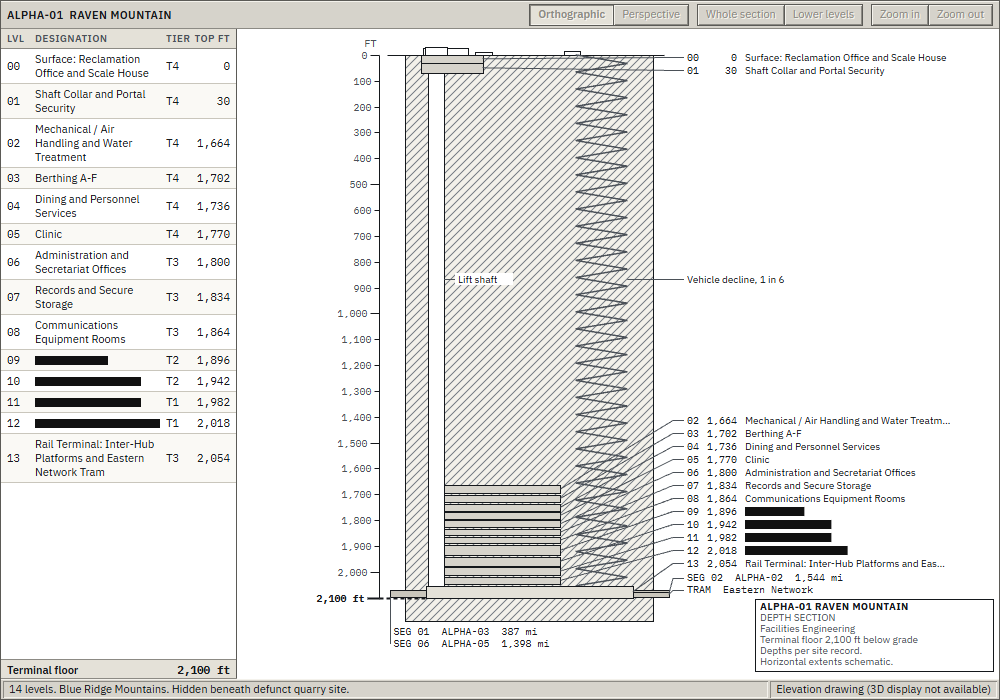 ALPHA-01 RAVEN MOUNTAIN
Orthographic Perspective Whole section Lower levels Zoom in Zoom out
LVL DESIGNATION TIER TOP FT
00 Surface: Reclamation Office and Scale House T4 0
01 Shaft Collar and Portal Security T4 30
02 Mechanical / Air Handling and Water Treatment T4 1,664
03 Berthing A-F T4 1,702
04 Dining and Personnel Services T4 1,736
05 Clinic T4 1,770
06 Administration and Secretariat Offices T3 1,800
07 Records and Secure Storage T3 1,834
08 Communications Equipment Rooms T3 1,864
09 T2 1,896
10 T2 1,942
11 T1 1,982
12 T1 2,018
13 Rail Terminal: Inter-Hub Platforms and Eastern Network Tram T3 2,054
Terminal floor 2,100 ft
FT
0
100
200
300
400
500
600
700
800
900
1,000
1,100
1,200
1,300
1,400
1,500
1,600
1,700
1,800
1,900
2,000
2,100 ft
Lift shaft
Vehicle decline, 1 in 6
00 0 Surface: Reclamation Office and Scale House
01 30 Shaft Collar and Portal Security
02 1,664 Mechanical / Air Handling and Water Treatm...
03 1,702 Berthing A-F
04 1,736 Dining and Personnel Services
05 1,770 Clinic
06 1,800 Administration and Secretariat Offices
07 1,834 Records and Secure Storage
08 1,864 Communications Equipment Rooms
09 1,896
10 1,942
11 1,982
12 2,018
13 2,054 Rail Terminal: Inter-Hub Platforms and Eas...
SEG 02 ALPHA-02 1,544 mi
TRAM Eastern Network
SEG 01 ALPHA-03 387 mi
SEG 06 ALPHA-05 1,398 mi
ALPHA-01 RAVEN MOUNTAIN
DEPTH SECTION
Facilities Engineering
Terminal floor 2,100 ft below grade
Depths per site record.
Horizontal extents schematic.
14 levels. Blue Ridge Mountains. Hidden beneath defunct quarry site.
Elevation drawing (3D display not available)